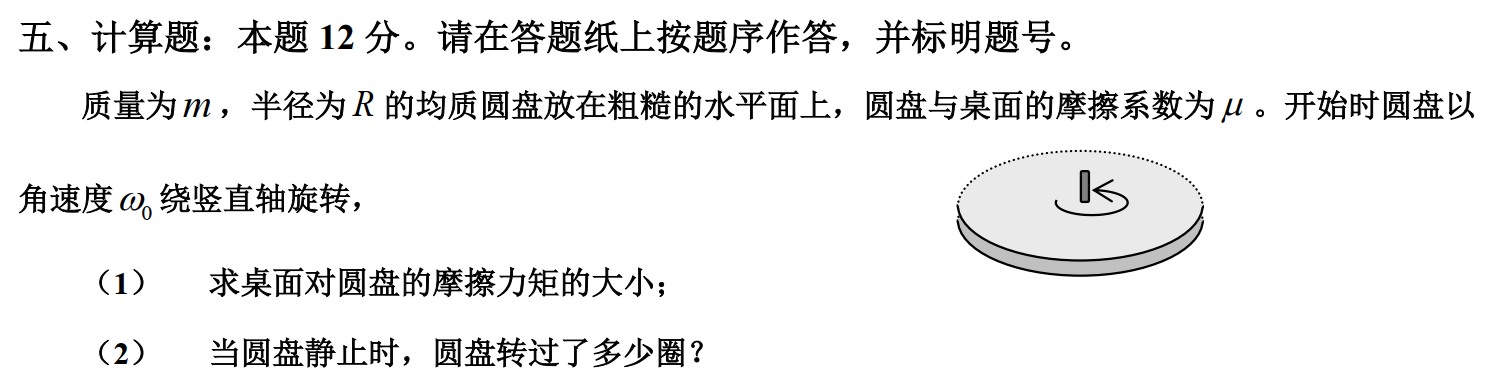 五、计算题：本题 12 分。请在答题纸上按题序作答，并标明题号。
质量为 m，半径为 R 的均质圆盘放在粗糙的水平面上，圆盘与桌面的摩擦系数为 μ 。开始时圆盘以
角速度 ω₀ 绕竖直轴旋转，
（1） 求桌面对圆盘的摩擦力矩的大小；
（2） 当圆盘静止时，圆盘转过了多少圈？